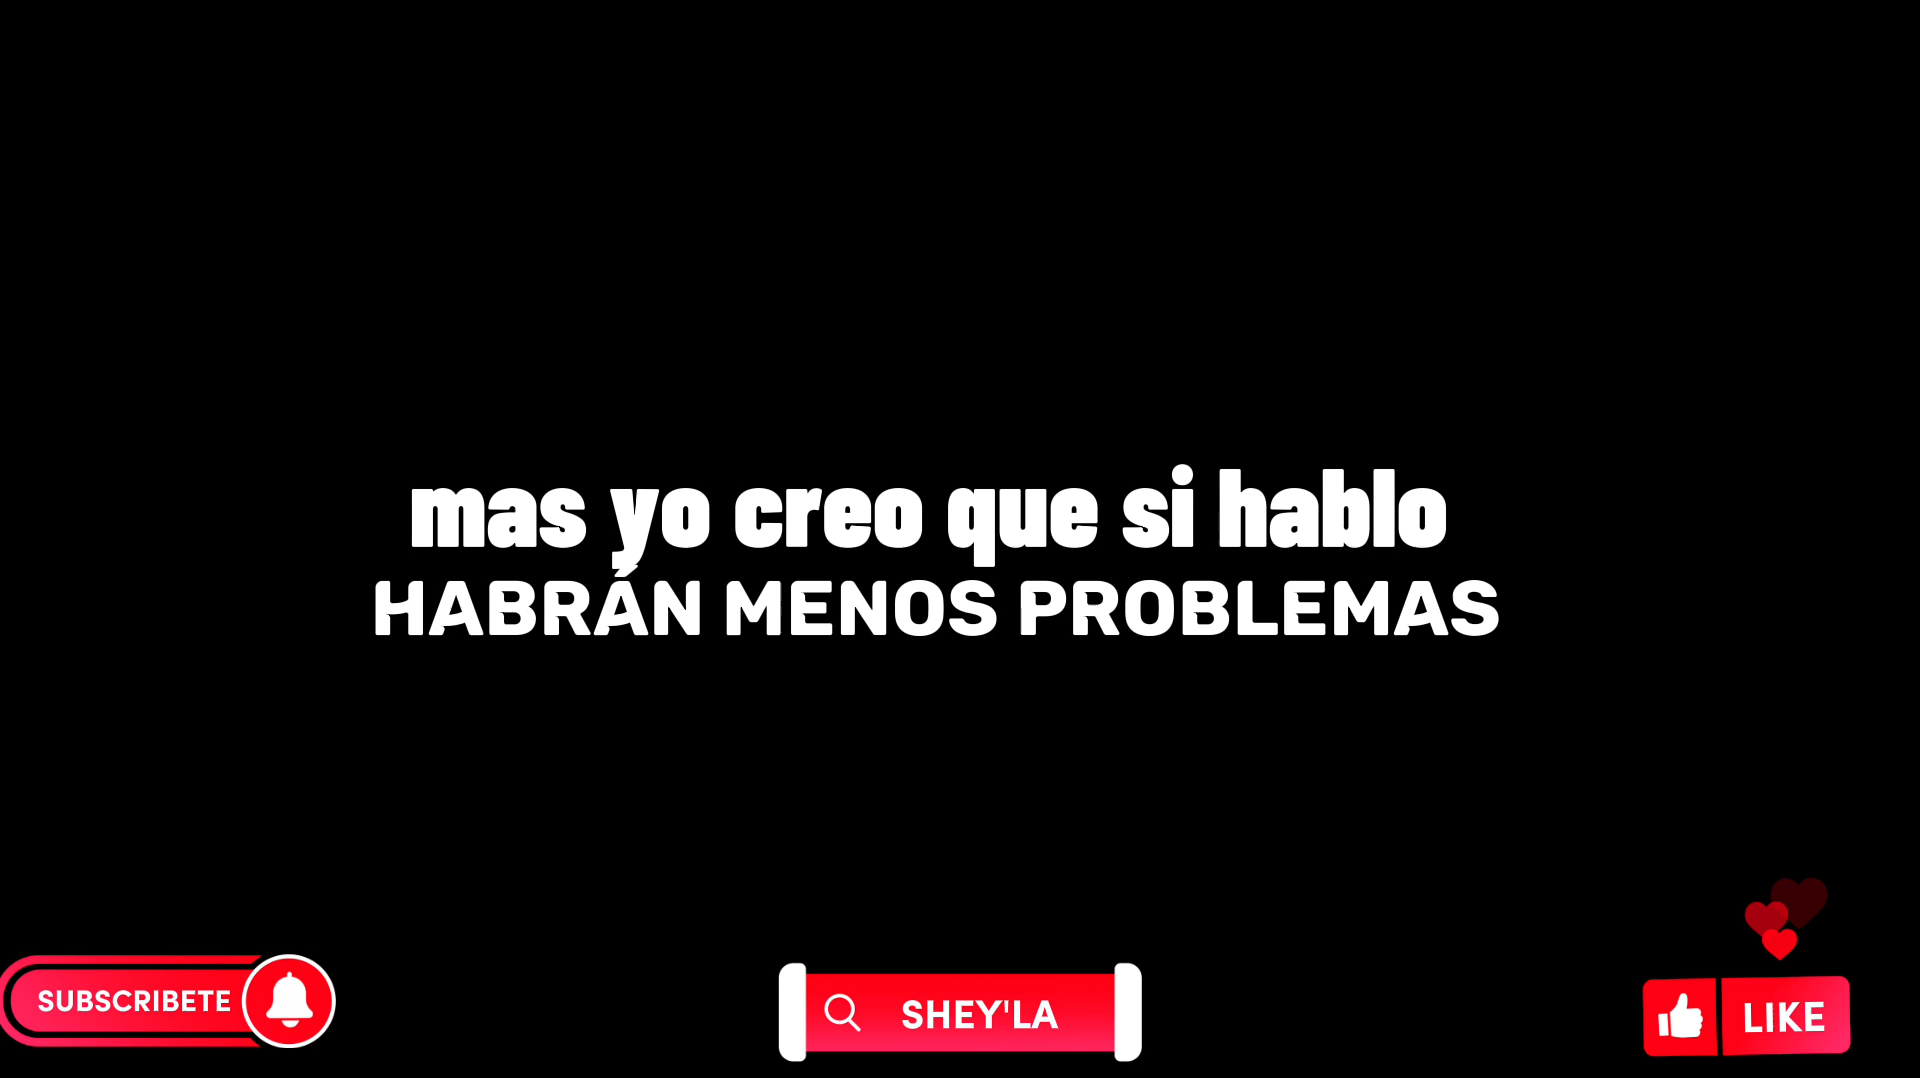 mas yo creo que si hablo
HABRÁN MENOS PROBLEMAS
SUBSCRIBETE
SHEY'LA
LIKE